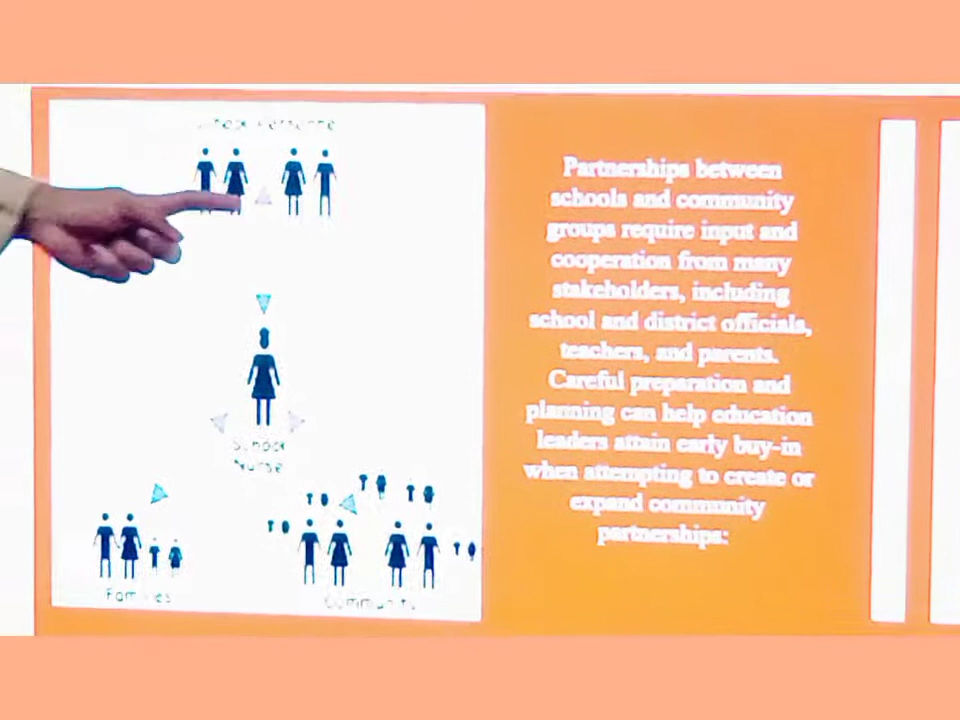 School Personnel
School
Nurse
Families
Community
Partnerships between
schools and community
groups require input and
cooperation from many
stakeholders, including
school and district officials,
teachers, and parents.
Careful preparation and
planning can help education
leaders attain early buy-in
when attempting to create or
expand community
partnerships: